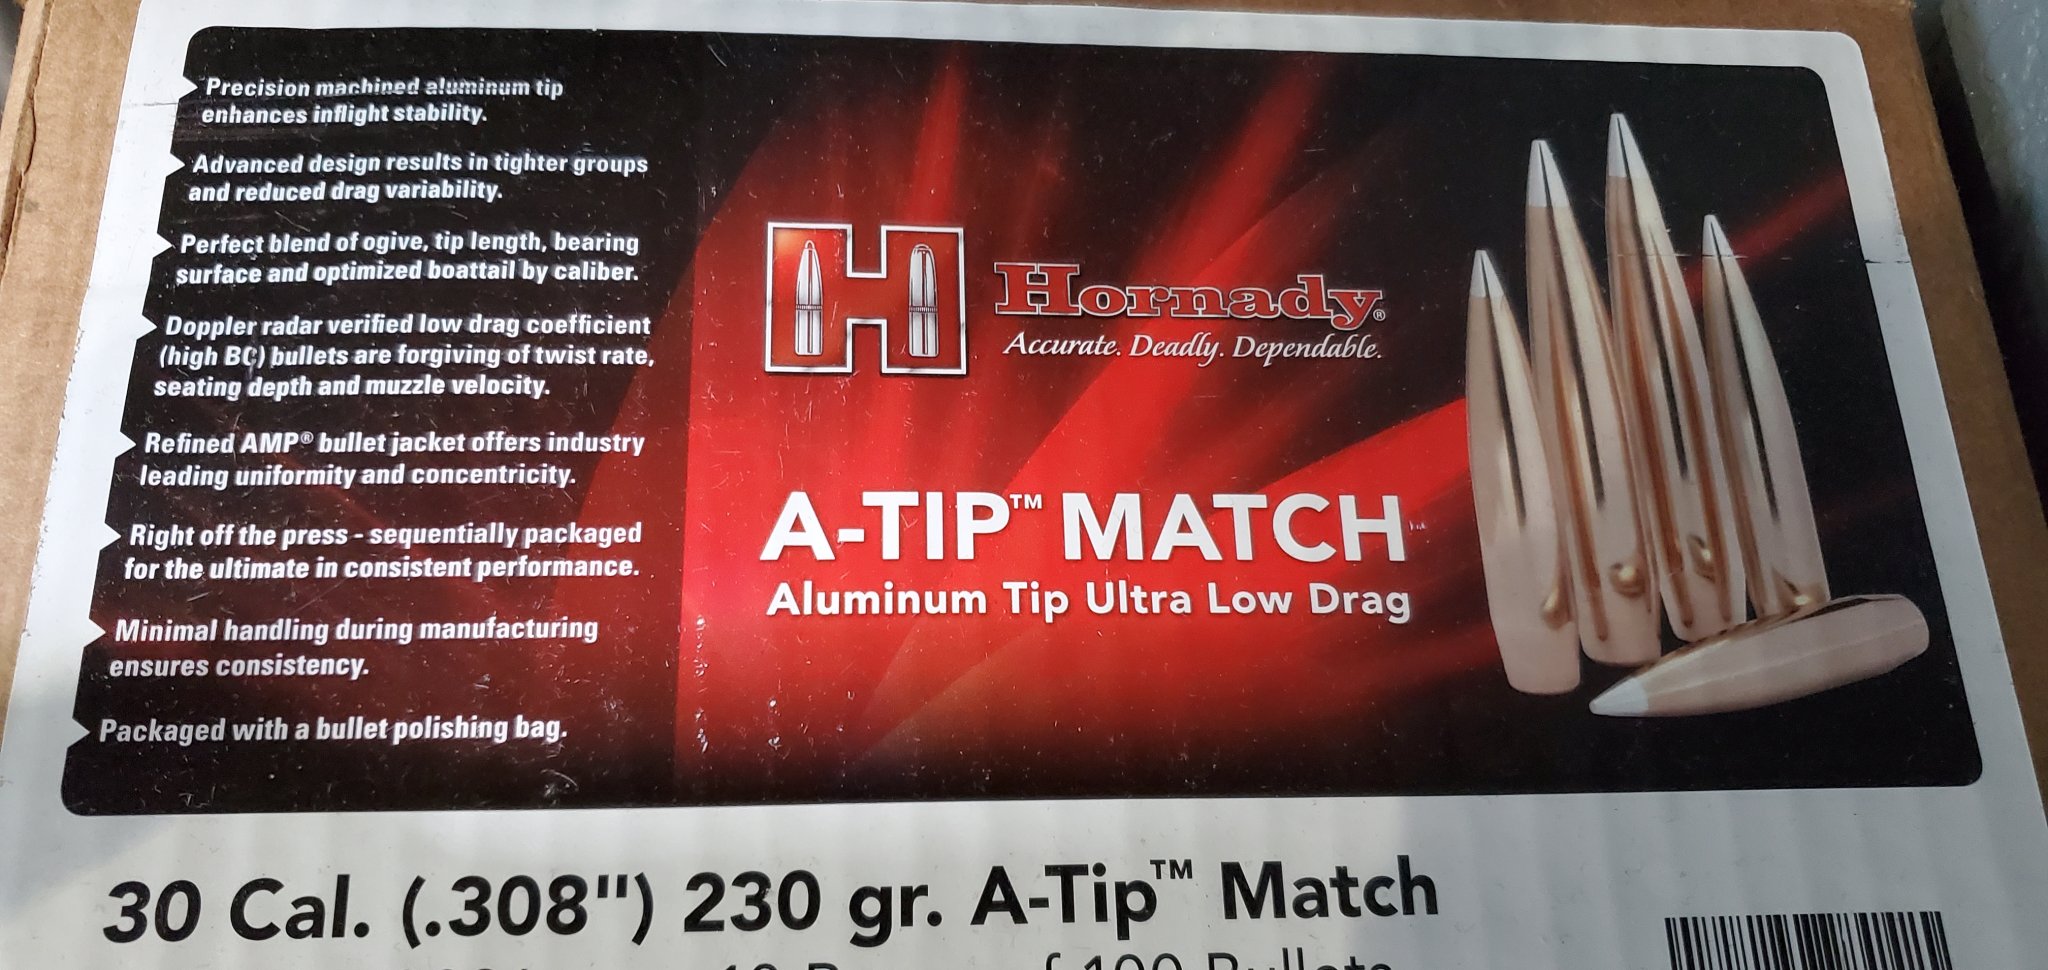 Precision machined aluminum tip
enhances inflight stability.
Advanced design results in tighter groups
and reduced drag variability.
Perfect blend of ogive, tip length, bearing
surface and optimized boattail by caliber.
Doppler radar verified low drag coefficient
(high BC) bullets are forgiving of twist rate,
seating depth and muzzle velocity.
Refined AMP® bullet jacket offers industry
leading uniformity and concentricity.
Right off the press - sequentially packaged
for the ultimate in consistent performance.
Minimal handling during manufacturing
ensures consistency.
Packaged with a bullet polishing bag.
H
Hornady®
Accurate. Deadly. Dependable.
A-TIP™ MATCH
Aluminum Tip Ultra Low Drag
30 Cal. (.308") 230 gr. A-Tip™ Match
100 Bullets